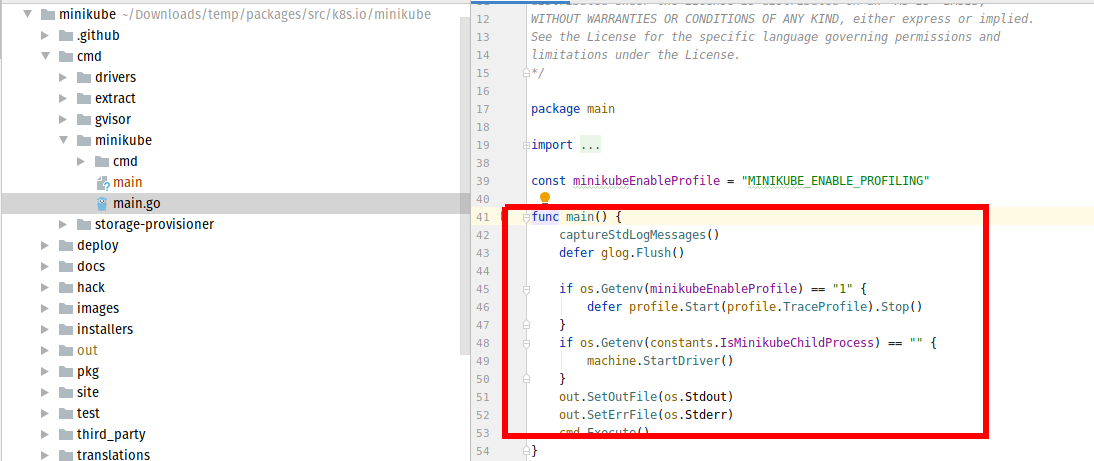 minikube ~/Downloads/temp/packages/src/k8s.io/minikube
.github
cmd
drivers
extract
gvisor
minikube
cmd
main
main.go
storage-provisioner
deploy
docs
hack
images
installers
out
pkg
site
test
third_party
translations
12 WITHOUT WARRANTIES OR CONDITIONS OF ANY KIND, either express or implied.
13 See the License for the specific language governing permissions and
14 limitations under the License.
15 */
16
17 package main
18
19 import ...
38
39 const minikubeEnableProfile = "MINIKUBE_ENABLE_PROFILING"
40
41 func main() {
42 captureStdLogMessages()
43 defer glog.Flush()
44
45 if os.Getenv(minikubeEnableProfile) == "1" {
46 defer profile.Start(profile.TraceProfile).Stop()
47 }
48 if os.Getenv(constants.IsMinikubeChildProcess) == "" {
49 machine.StartDriver()
50 }
51 out.SetOutFile(os.Stdout)
52 out.SetErrFile(os.Stderr)
53 cmd.Execute()
54 }